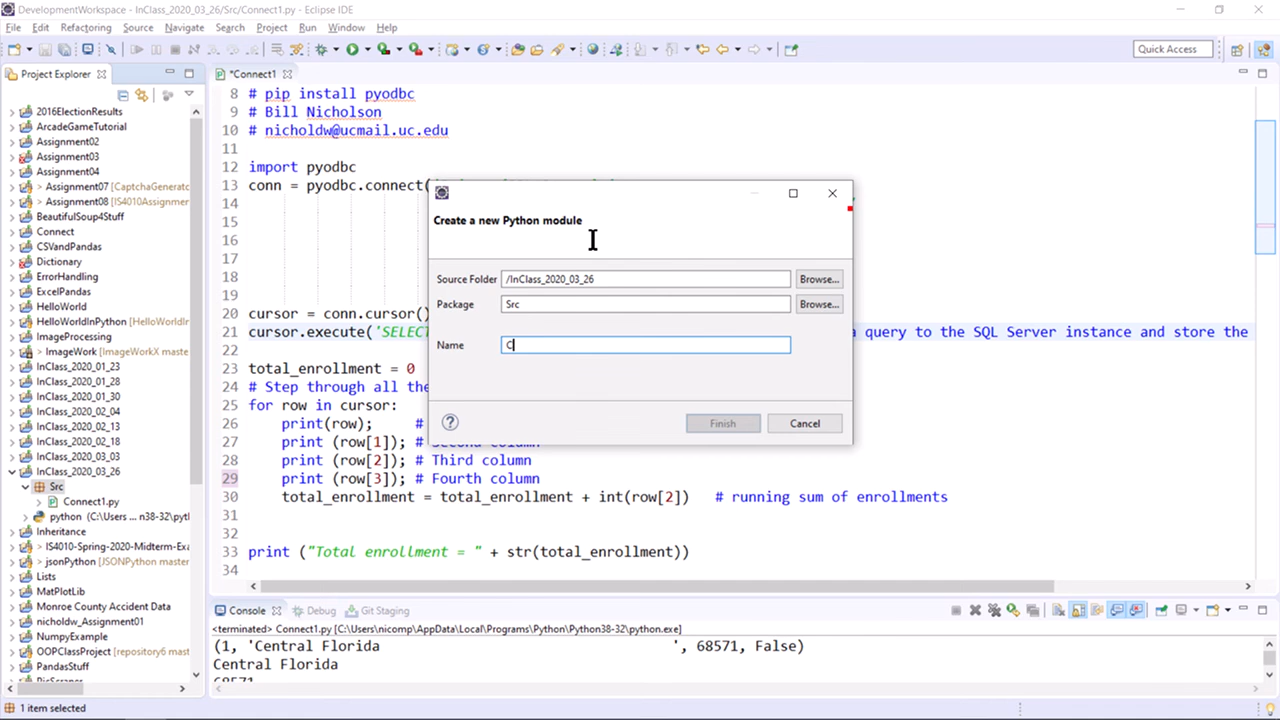 DevelopmentWorkspace - InClass_2020_03_26/Src/Connect1.py - Eclipse IDE
File Edit Refactoring Source Navigate Search Project Run Window Help
Quick Access
Project Explorer
2016ElectionResults
ArcadeGameTutorial
Assignment02
Assignment03
Assignment04
> Assignment07 [CaptchaGenerato
> Assignment08 [IS4010Assignmen
BeautifulSoup4Stuff
Connect
CSVandPandas
Dictionary
ErrorHandling
ExcelPandas
HelloWorld
HelloWorldInPython [HelloWorldIn
ImageProcessing
> ImageWork [ImageWorkX maste
InClass_2020_01_23
InClass_2020_01_28
InClass_2020_01_30
InClass_2020_02_04
InClass_2020_02_13
InClass_2020_02_18
InClass_2020_03_03
InClass_2020_03_26
Src
Connect1.py
python (C:\Users ... n38-32\pytl
Inheritance
> IS4010-Spring-2020-Midterm-Exa
> jsonPython [JSONPython master
Lists
MatPlotLib
Monroe County Accident Data
nicholdw_Assignment01
NumpyExample
OOPClassProject [repository6 mast
PandasStuff
*Connect1
8 # pip install pyodbc
9 # Bill Nicholson
10 # nicholdw@ucmail.uc.edu
11
12 import pyodbc
13 conn = pyodbc.connect(
14
15
16
17
18
19
20 cursor = conn.cursor()
21 cursor.execute('SELECT a query to the SQL Server instance and store the
22
23 total_enrollment = 0
24 # Step through all the
25 for row in cursor:
26 print(row); #
27 print (row[1]); # Second column
28 print (row[2]); # Third column
29 print (row[3]); # Fourth column
30 total_enrollment = total_enrollment + int(row[2]) # running sum of enrollments
31
32
33 print ("Total enrollment = " + str(total_enrollment))
34
Create a new Python module
Source Folder /InClass_2020_03_26 Browse...
Package Src Browse...
Name C
Finish Cancel
Console Debug Git Staging
<terminated> Connect1.py [C:\Users\nicomp\AppData\Local\Programs\Python\Python38-32\python.exe]
(1, 'Central Florida ', 68571, False)
Central Florida
68571
1 item selected